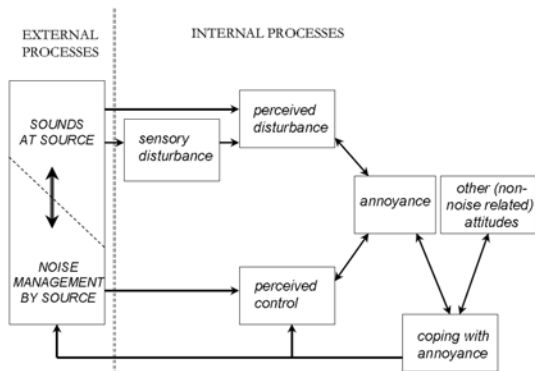 EXTERNAL
PROCESSES
INTERNAL PROCESSES
SOUNDS
AT SOURCE
sensory
disturbance
perceived
disturbance
annoyance
other (non-
noise related)
attitudes
NOISE
MANAGEMENT
BY SOURCE
perceived
control
coping with
annoyance